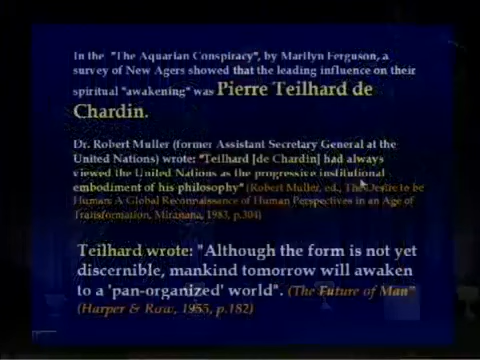 In the "The Aquarian Conspiracy", by Marilyn Ferguson, a
survey of New Agers showed that the leading influence on their
spiritual "awakening" was Pierre Teilhard de
Chardin.
Dr. Robert Muller (former Assistant Secretary General at the
United Nations) wrote: "Teilhard [de Chardin] had always
viewed the United Nations as the progressive institutional
embodiment of his philosophy" (Robert Muller, ed., The Desire to be
Human: A Global Reconnaissance of Human Perspectives in an Age of
Transformation, Miranana, 1983, p.304)
Teilhard wrote: "Although the form is not yet
discernible, mankind tomorrow will awaken
to a 'pan-organized' world". (The Future of Man"
(Harper & Row, 1955, p.182)